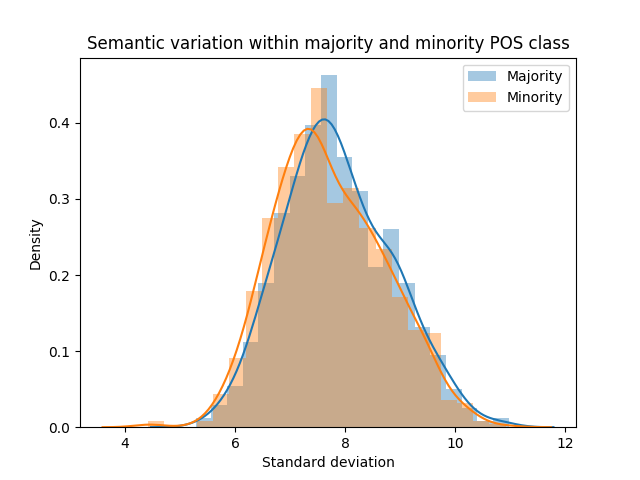 Semantic variation within majority and minority POS class
Majority
Minority
Density
0.4
0.3
0.2
0.1
0.0
4 6 8 10 12
Standard deviation